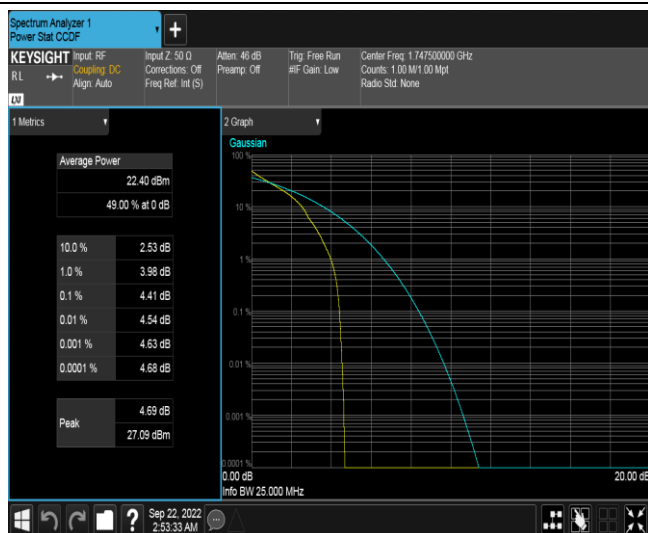 Spectrum Analyzer 1
Power Stat CCDF
+
KEYSIGHT
RL
LXI
Input: RF
Coupling: DC
Align: Auto
Input Z: 50 Ω
Corrections: Off
Freq Ref: Int (S)
Atten: 46 dB
Preamp: Off
Trig: Free Run
#IF Gain: Low
Center Freq: 1.747500000 GHz
Counts: 1.00 M/1.00 Mpt
Radio Std: None
1 Metrics
Average Power
22.40 dBm
49.00 % at 0 dB
10.0 % 2.53 dB
1.0 % 3.98 dB
0.1 % 4.41 dB
0.01 % 4.54 dB
0.001 % 4.63 dB
0.0001 % 4.68 dB
Peak
4.69 dB
27.09 dBm
2 Graph
Gaussian
100 %
10 %
1 %
0.1 %
0.01 %
0.001 %
0.0001 %
0.00 dB
20.00 dB
Info BW 25.000 MHz
?
Sep 22, 2022
2:53:33 AM